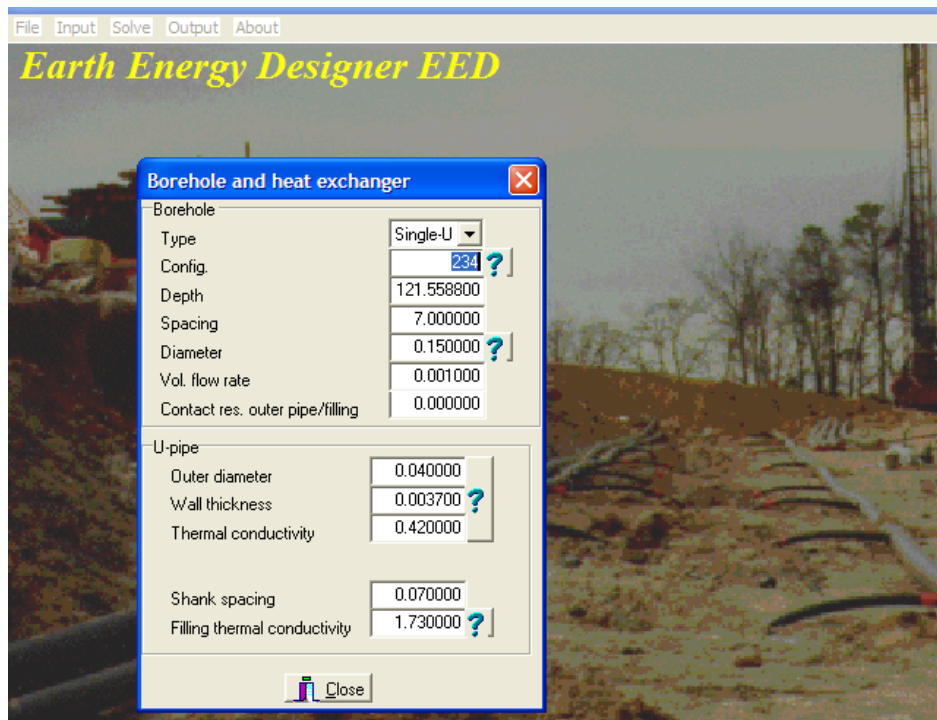 File Input Solve Output About
Earth Energy Designer EED
Borehole and heat exchanger
Borehole
Type Single-U
Config. 234 ?
Depth 121.558800
Spacing 7.000000
Diameter 0.150000 ?
Vol. flow rate 0.001000
Contact res. outer pipe/filling 0.000000
U-pipe
Outer diameter 0.040000
Wall thickness 0.003700 ?
Thermal conductivity 0.420000
Shank spacing 0.070000
Filling thermal conductivity 1.730000 ?
Close